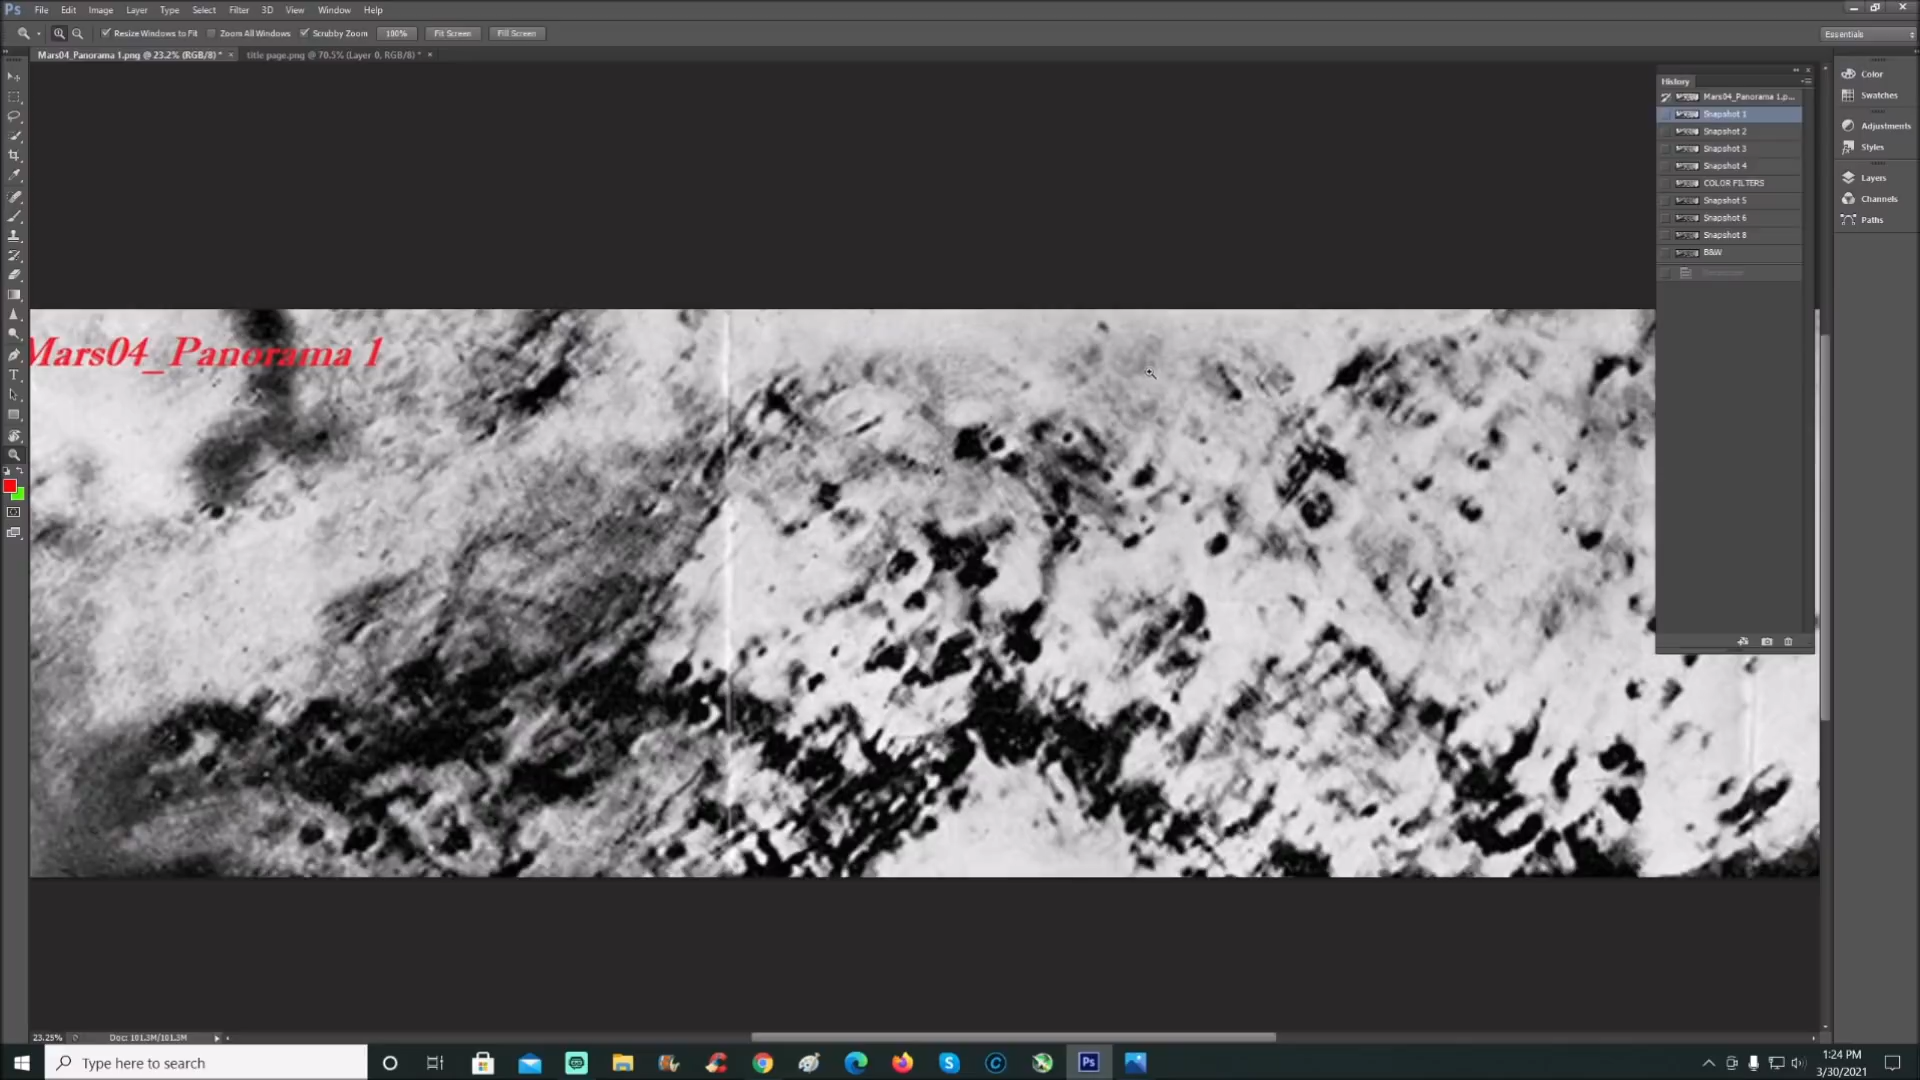 Ps File Edit Image Layer Type Select Filter 3D View Window Help
Resize Windows to Fit Zoom All Windows Scrubby Zoom 100% Fit Screen Fill Screen
Essentials
Mars04_Panorama 1.png @ 23.2% (RGB/8) * × title page.png @ 70.5% (Layer 0, RGB/8) * ×
History
Mars04_Panorama 1.p...
Snapshot 1
Snapshot 2
Snapshot 3
Snapshot 4
COLOR FILTERS
Snapshot 5
Snapshot 6
Snapshot 8
B&W
Color
Swatches
Adjustments
Styles
Layers
Channels
Paths
Mars04_Panorama 1
23.25% Doc: 101.3M/101.3M
Type here to search
Ps
1:24 PM
3/30/2021